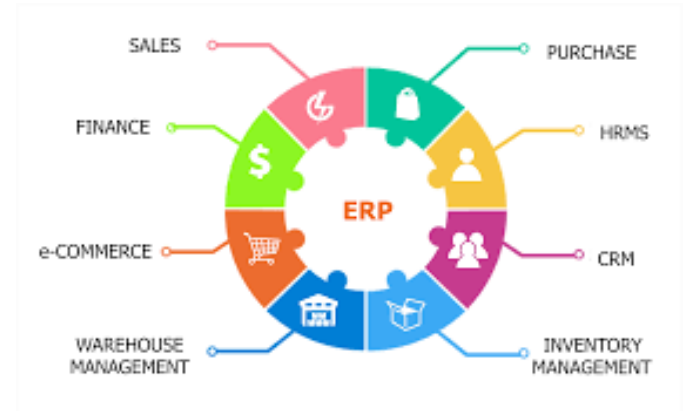 SALES
PURCHASE
FINANCE
HRMS
$
ERP
e-COMMERCE
CRM
WAREHOUSE
MANAGEMENT
INVENTORY
MANAGEMENT